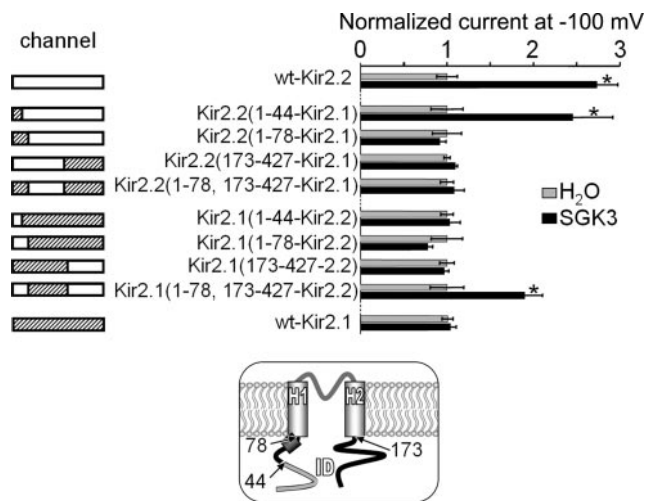 channel
Normalized current at -100 mV
0 1 2 3
wt-Kir2.2 *
Kir2.2(1-44-Kir2.1) *
Kir2.2(1-78-Kir2.1)
Kir2.2(173-427-Kir2.1)
Kir2.2(1-78, 173-427-Kir2.1)
H₂O
SGK3
Kir2.1(1-44-Kir2.2)
Kir2.1(1-78-Kir2.2)
Kir2.1(173-427-2.2)
Kir2.1(1-78, 173-427-Kir2.2) *
wt-Kir2.1
H1 H2
78 173
ID
44